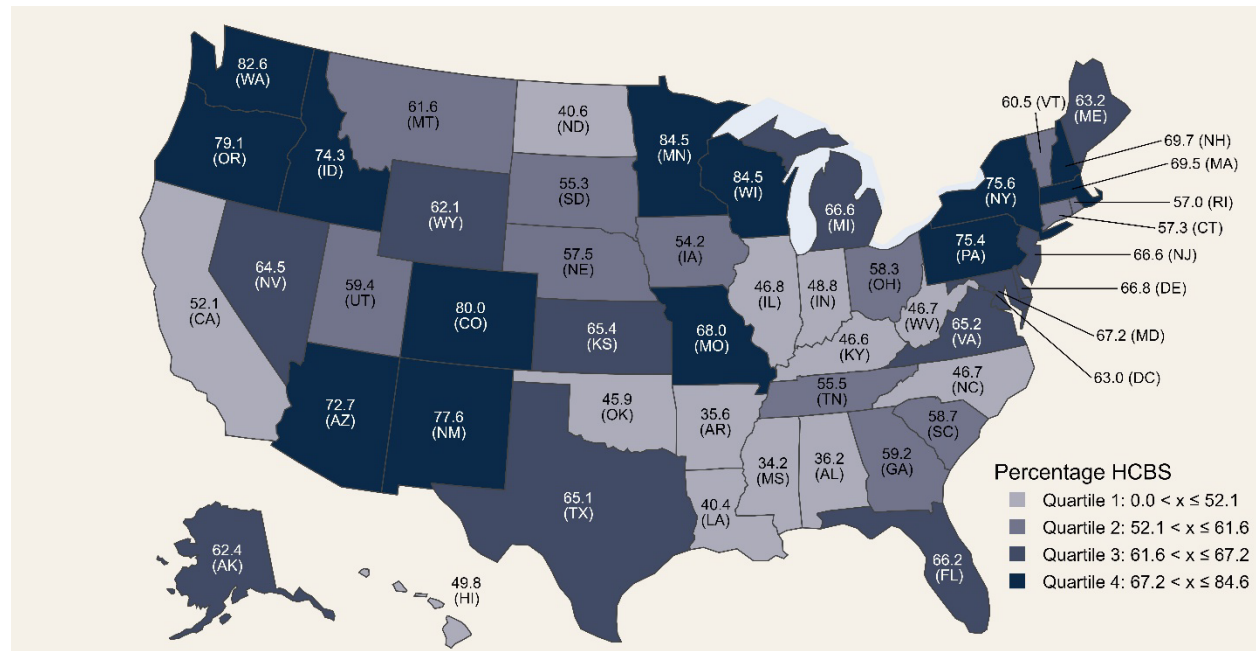 82.6
(WA)
79.1
(OR)
74.3
(ID)
61.6
(MT)
40.6
(ND)
84.5
(MN)
84.5
(WI)
66.6
(MI)
60.5 (VT)
63.2
(ME)
69.7 (NH)
69.5 (MA)
75.6
(NY)
57.0 (RI)
57.3 (CT)
75.4
(PA)
66.6 (NJ)
66.8 (DE)
67.2 (MD)
63.0 (DC)
55.3
(SD)
62.1
(WY)
57.5
(NE)
54.2
(IA)
64.5
(NV)
59.4
(UT)
52.1
(CA)
80.0
(CO)
65.4
(KS)
68.0
(MO)
46.8
(IL)
48.8
(IN)
58.3
(OH)
46.7
(WV)
65.2
(VA)
46.6
(KY)
46.7
(NC)
55.5
(TN)
58.7
(SC)
72.7
(AZ)
77.6
(NM)
45.9
(OK)
35.6
(AR)
34.2
(MS)
36.2
(AL)
59.2
(GA)
40.4
(LA)
65.1
(TX)
66.2
(FL)
62.4
(AK)
49.8
(HI)
Percentage HCBS
Quartile 1: 0.0 < x ≤ 52.1
Quartile 2: 52.1 < x ≤ 61.6
Quartile 3: 61.6 < x ≤ 67.2
Quartile 4: 67.2 < x ≤ 84.6